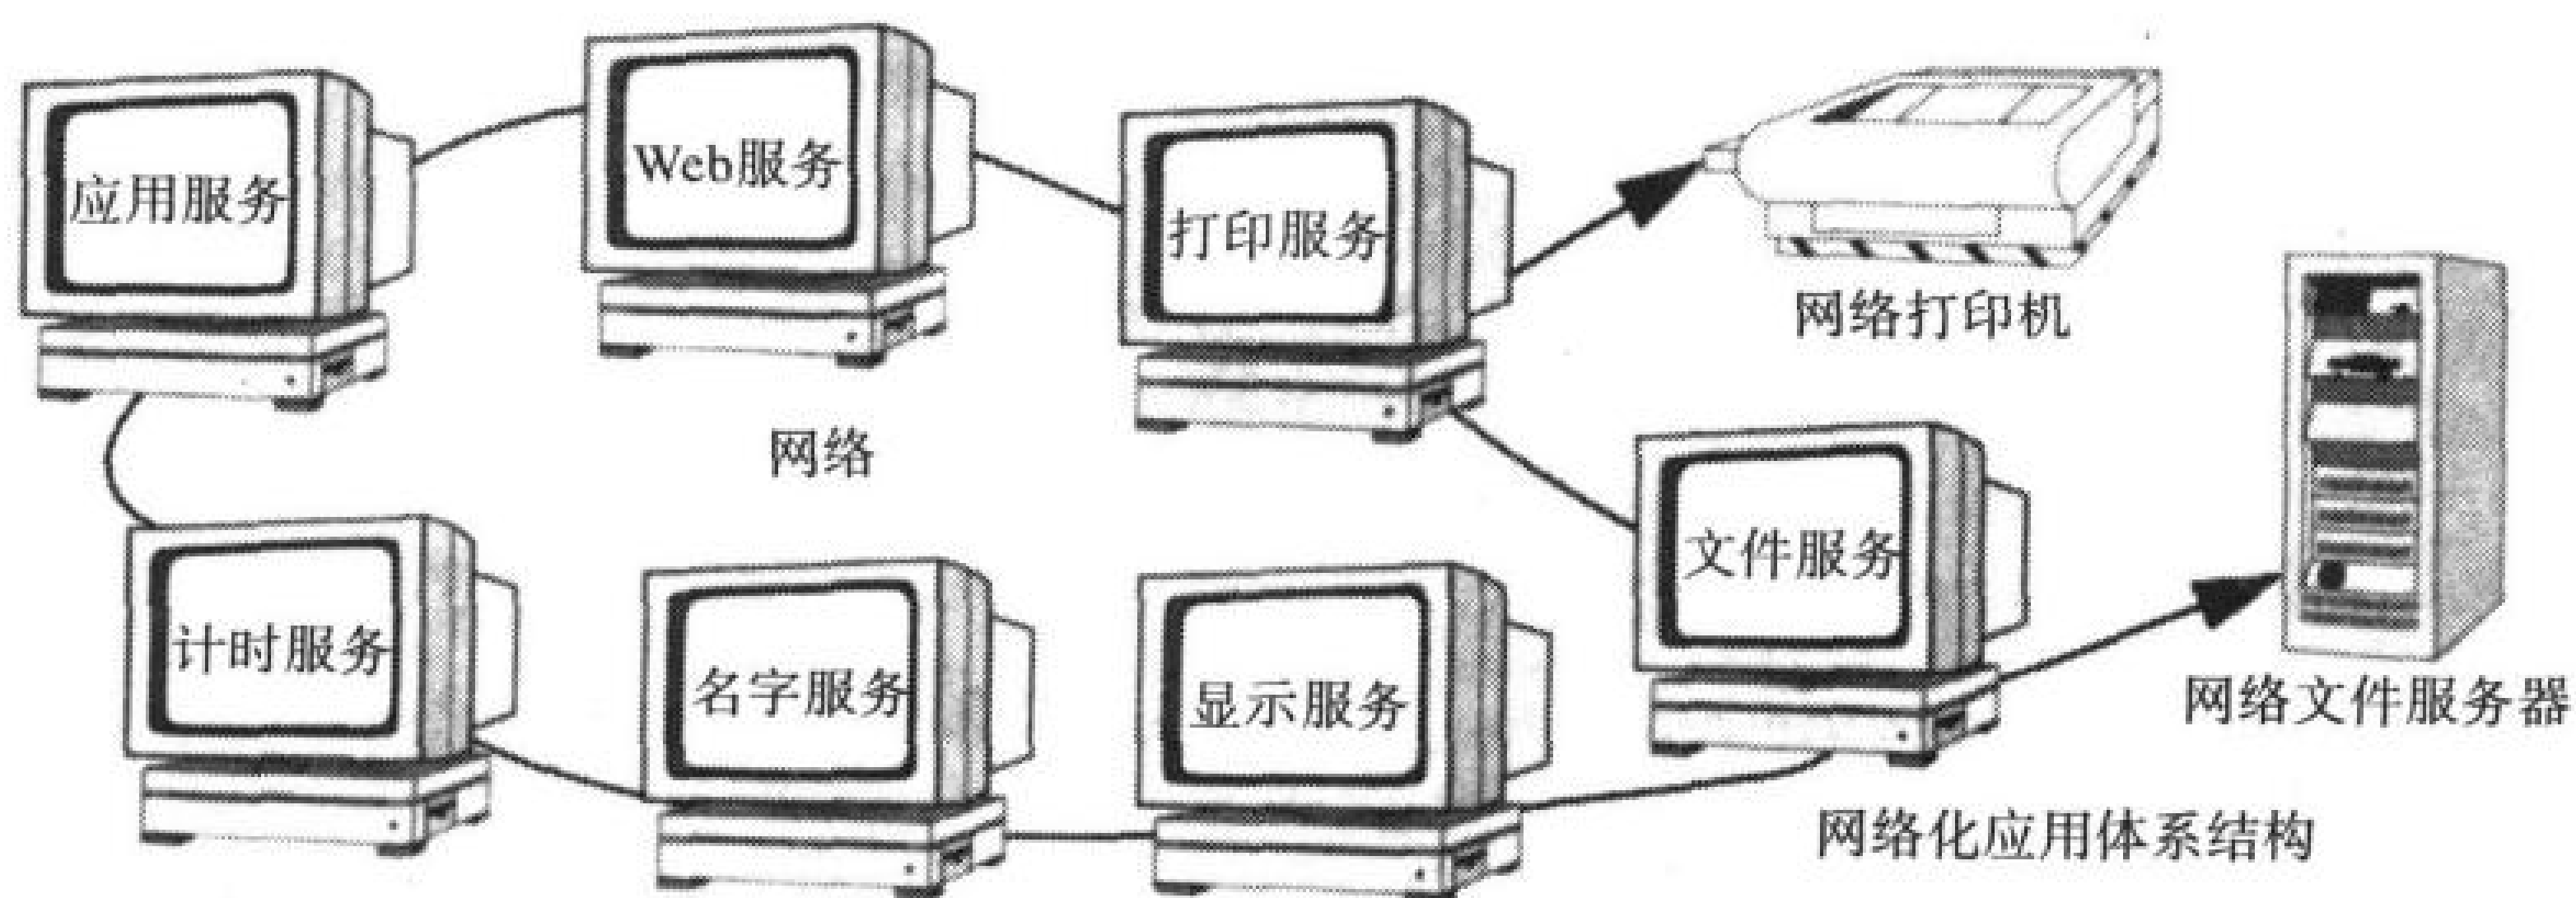 应用服务
Web服务
打印服务
网络打印机
网络
文件服务
计时服务
名字服务
显示服务
网络文件服务器
网络化应用体系结构